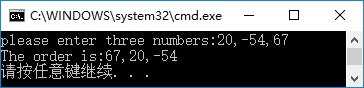 C:\WINDOWS\system32\cmd.exe
please enter three numbers:20,-54,67
The order is:67,20,-54
请按任意键继续. . .